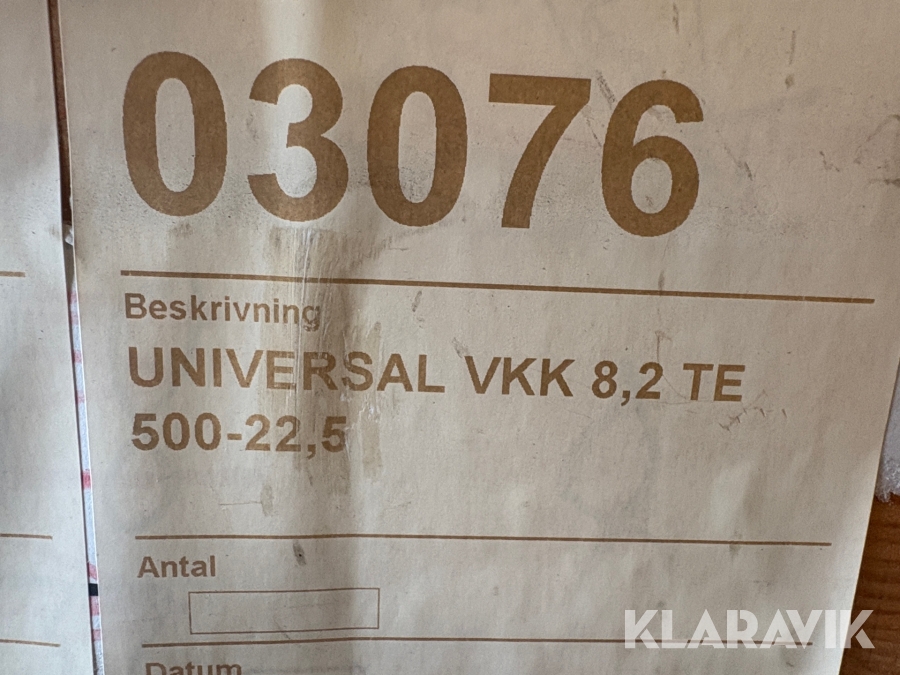 03076
Beskrivning
UNIVERSAL VKK 8,2 TE
500-22,5
Antal
Datum
KLARAVIK